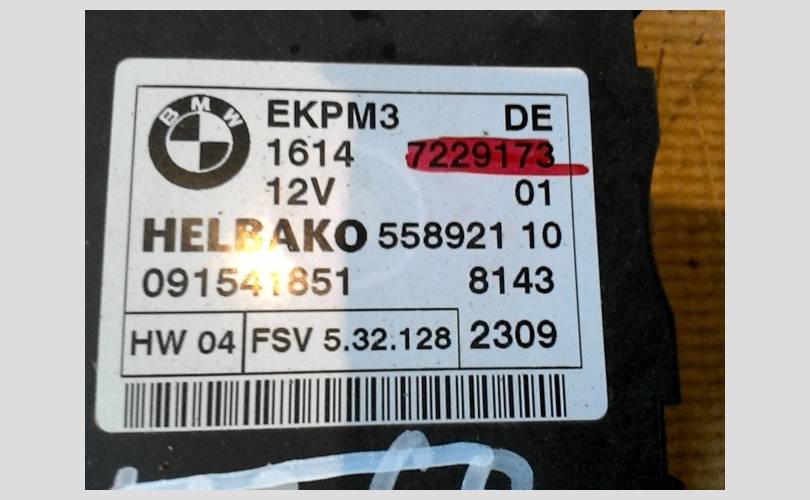 BMW
EKPM3 DE
1614 7229173
12V 01
HELBAKO 558921 10
091541851 8143
HW 04 FSV 5.32.128 2309